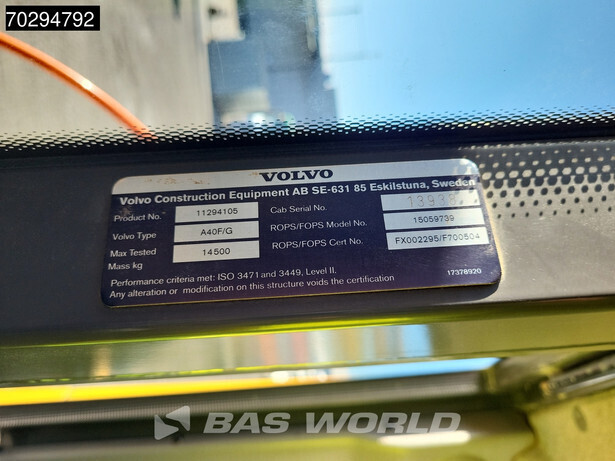 70294792
VOLVO
Volvo Construction Equipment AB SE-631 85 Eskilstuna, Sweden
Product No. 11294105
Cab Serial No.
Volvo Type A40F/G
ROPS/FOPS Model No. 15059739
Max Tested Mass kg 14500
ROPS/FOPS Cert No. FX002295/F700504
Performance criteria met: ISO 3471 and 3449, Level II.
Any alteration or modification on this structure voids the certification
17378920
BAS WORLD